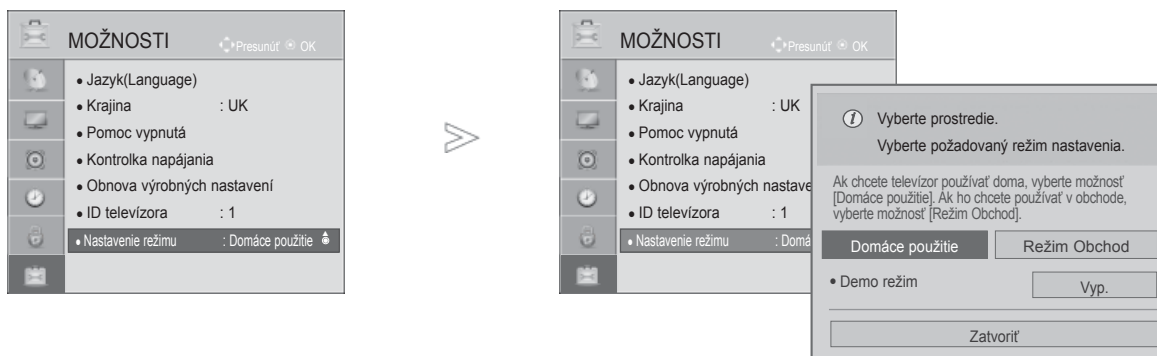 MOŽNOSTI
Presunúť OK
• Jazyk(Language)
• Krajina : UK
• Pomoc vypnutá
• Kontrolka napájania
• Obnova výrobných nastavení
• ID televízora : 1
• Nastavenie režimu : Domáce použitie
MOŽNOSTI
Presunúť OK
• Jazyk(Language)
• Krajina : UK
• Pomoc vypnutá
• Kontrolka napájania
• Obnova výrobných nastave
• ID televízora : 1
• Nastavenie režimu : Domá
Vyberte prostredie.
Vyberte požadovaný režim nastavenia.
Ak chcete televízor používať doma, vyberte možnosť
[Domáce použitie]. Ak ho chcete používať v obchode,
vyberte možnosť [Režim Obchod].
Domáce použitie Režim Obchod
• Demo režim Vyp.
Zatvoriť